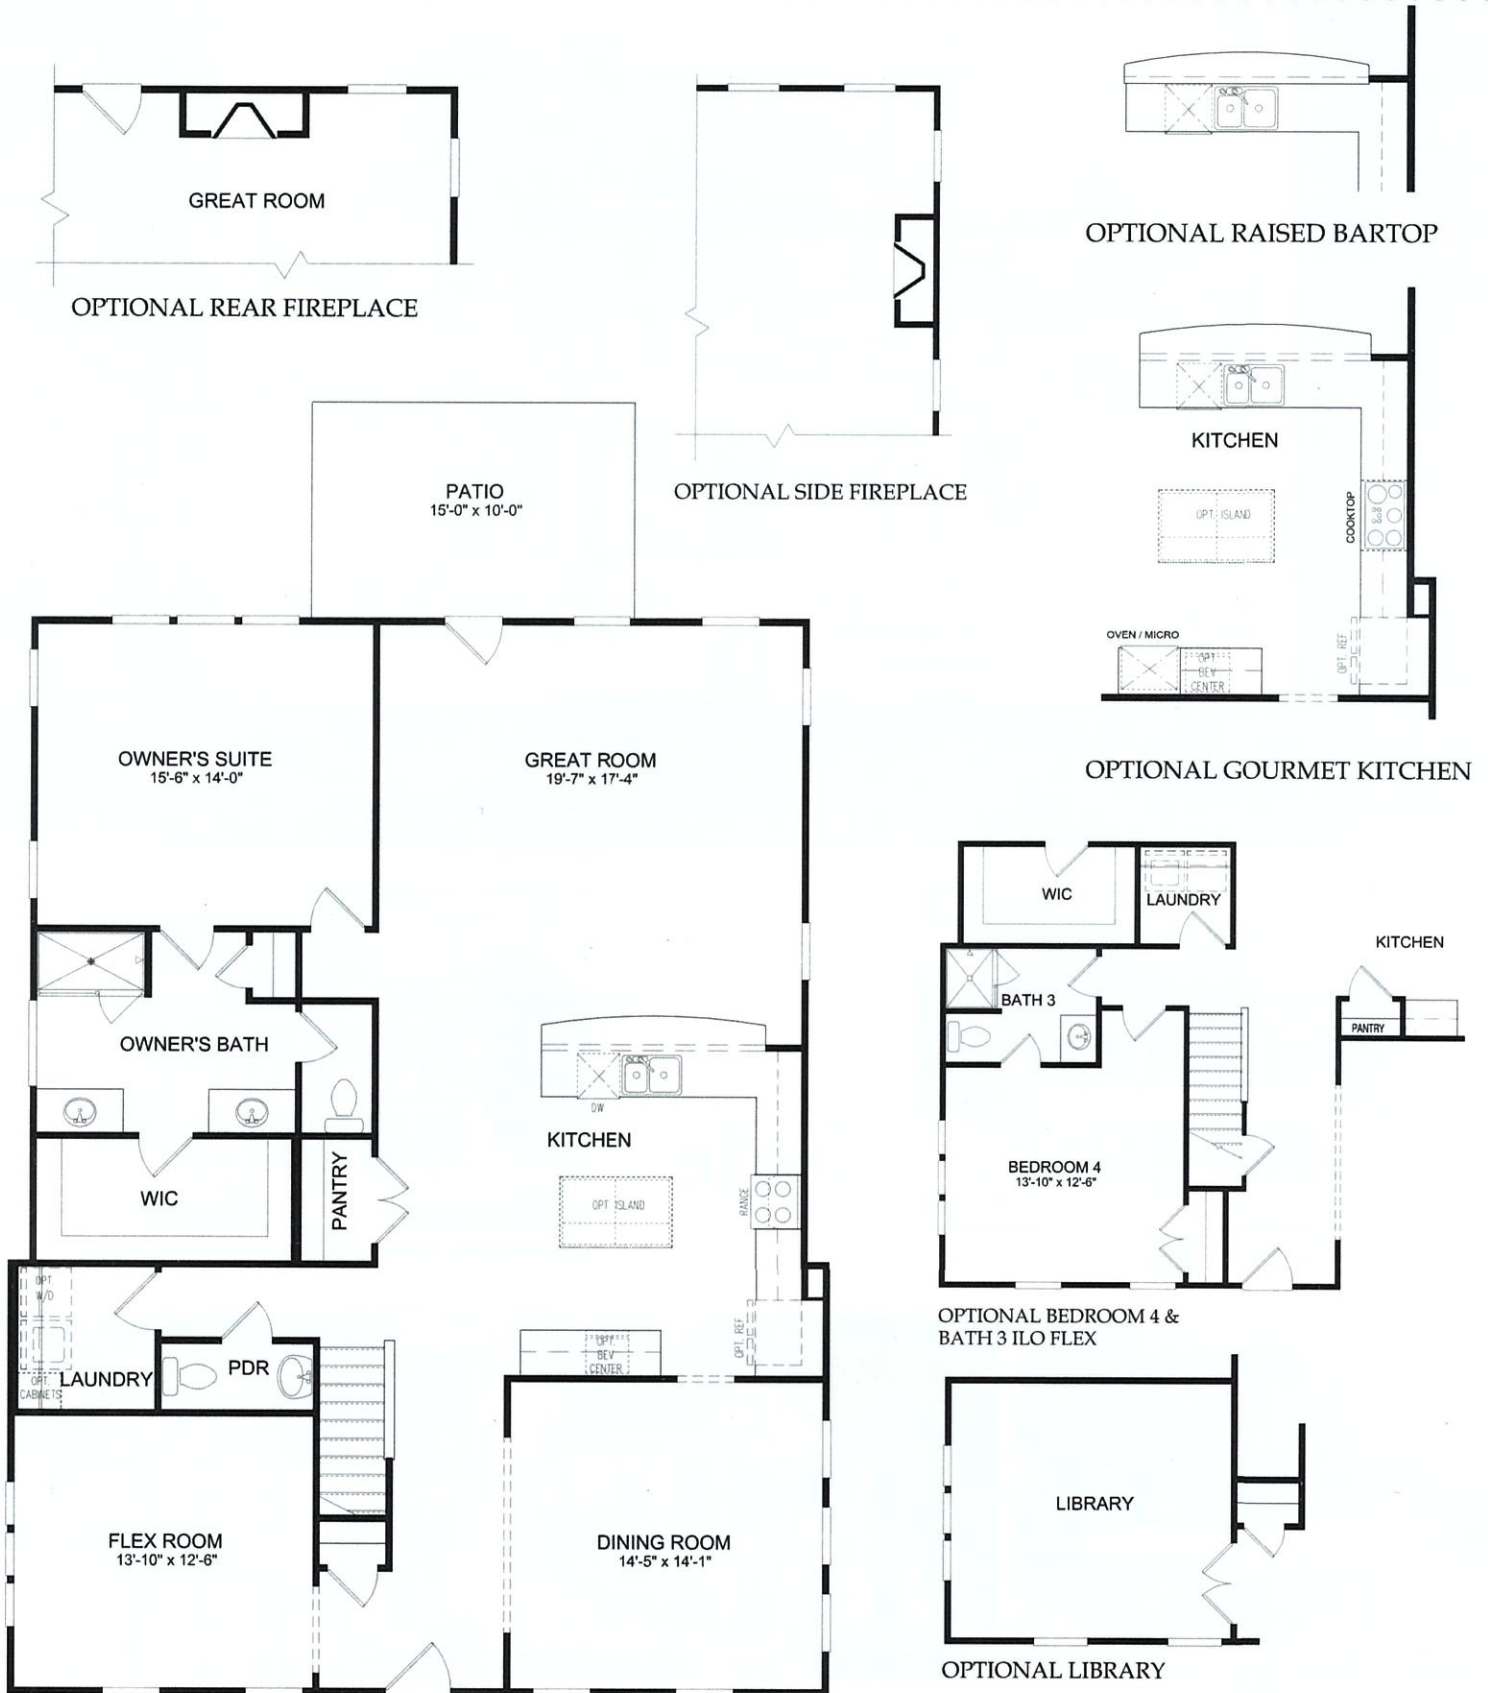 GREAT ROOM
OPTIONAL REAR FIREPLACE
OPTIONAL SIDE FIREPLACE
OPTIONAL RAISED BARTOP
KITCHEN
OPT. ISLAND
COOKTOP
OVEN / MICRO
OPT.
BEV
CENTER
OPT. REF
OPTIONAL GOURMET KITCHEN
PATIO
15'-0" x 10'-0"
OWNER'S SUITE
15'-6" x 14'-0"
GREAT ROOM
19'-7" x 17'-4"
OWNER'S BATH
WIC
PANTRY
DW
KITCHEN
OPT ISLAND
RANGE
OPT. REF
OPT.
BEV
CENTER
OPT.
W/D
OPT.
CABINETS
LAUNDRY
PDR
FLEX ROOM
13'-10" x 12'-6"
DINING ROOM
14'-5" x 14'-1"
WIC
LAUNDRY
KITCHEN
BATH 3
PANTRY
BEDROOM 4
13'-10" x 12'-6"
OPTIONAL BEDROOM 4 &
BATH 3 ILO FLEX
LIBRARY
OPTIONAL LIBRARY